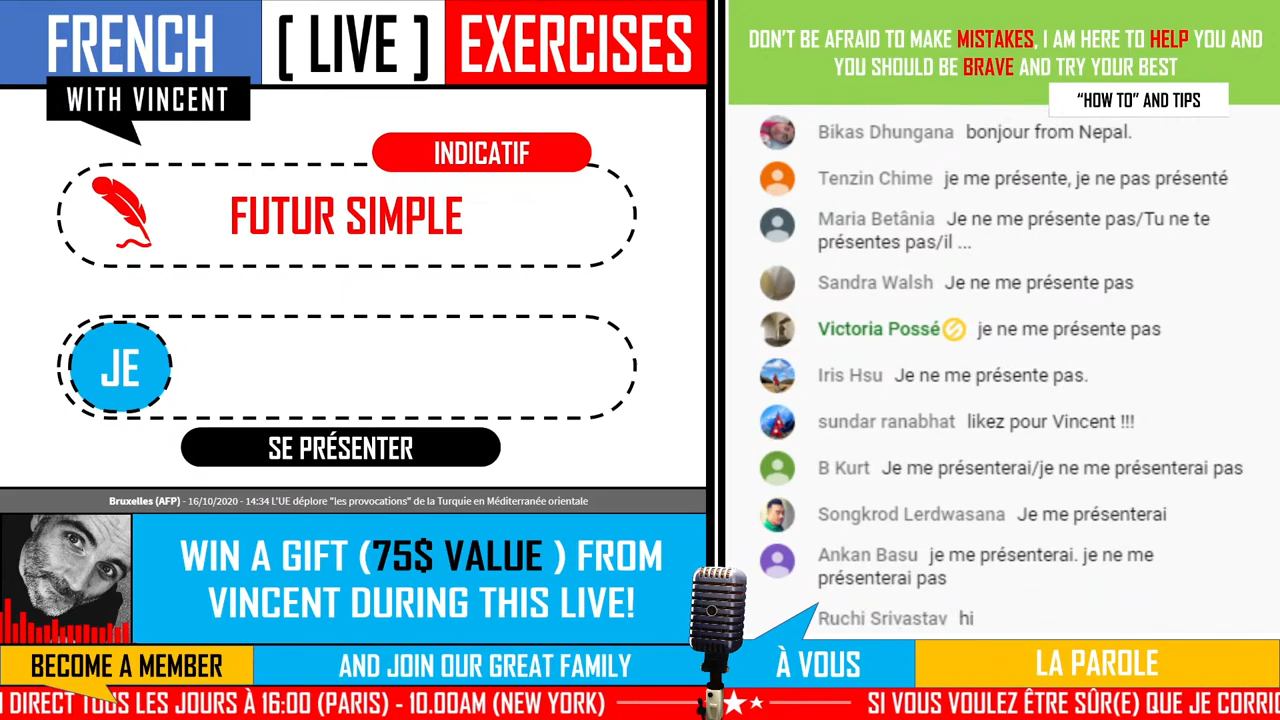 FRENCH
[ LIVE ]
EXERCISES
WITH VINCENT
INDICATIF
FUTUR SIMPLE
JE
SE PRÉSENTER
Bruxelles (AFP) - 16/10/2020 - 14:34 L'UE déplore "les provocations" de la Turquie en Méditerranée orientale
WIN A GIFT (75$ VALUE ) FROM
VINCENT DURING THIS LIVE!
BECOME A MEMBER
AND JOIN OUR GREAT FAMILY
DON'T BE AFRAID TO MAKE MISTAKES, I AM HERE TO HELP YOU AND
YOU SHOULD BE BRAVE AND TRY YOUR BEST
“HOW TO” AND TIPS
Bikas Dhungana bonjour from Nepal.
Tenzin Chime je me présente, je ne pas présenté
Maria Betânia Je ne me présente pas/Tu ne te
présentes pas/il ...
Sandra Walsh Je ne me présente pas
Victoria Possé je ne me présente pas
Iris Hsu Je ne me présente pas.
sundar ranabhat likez pour Vincent !!!
B Kurt Je me présenterai/je ne me présenterai pas
Songkrod Lerdwasana Je me présenterai
Ankan Basu je me présenterai. je ne me
présenterai pas
Ruchi Srivastav hi
À VOUS
LA PAROLE
DIRECT TOUS LES JOURS À 16:00 (PARIS) - 10.00AM (NEW YORK)
SI VOUS VOULEZ ÊTRE SÛR(E) QUE JE CORRI